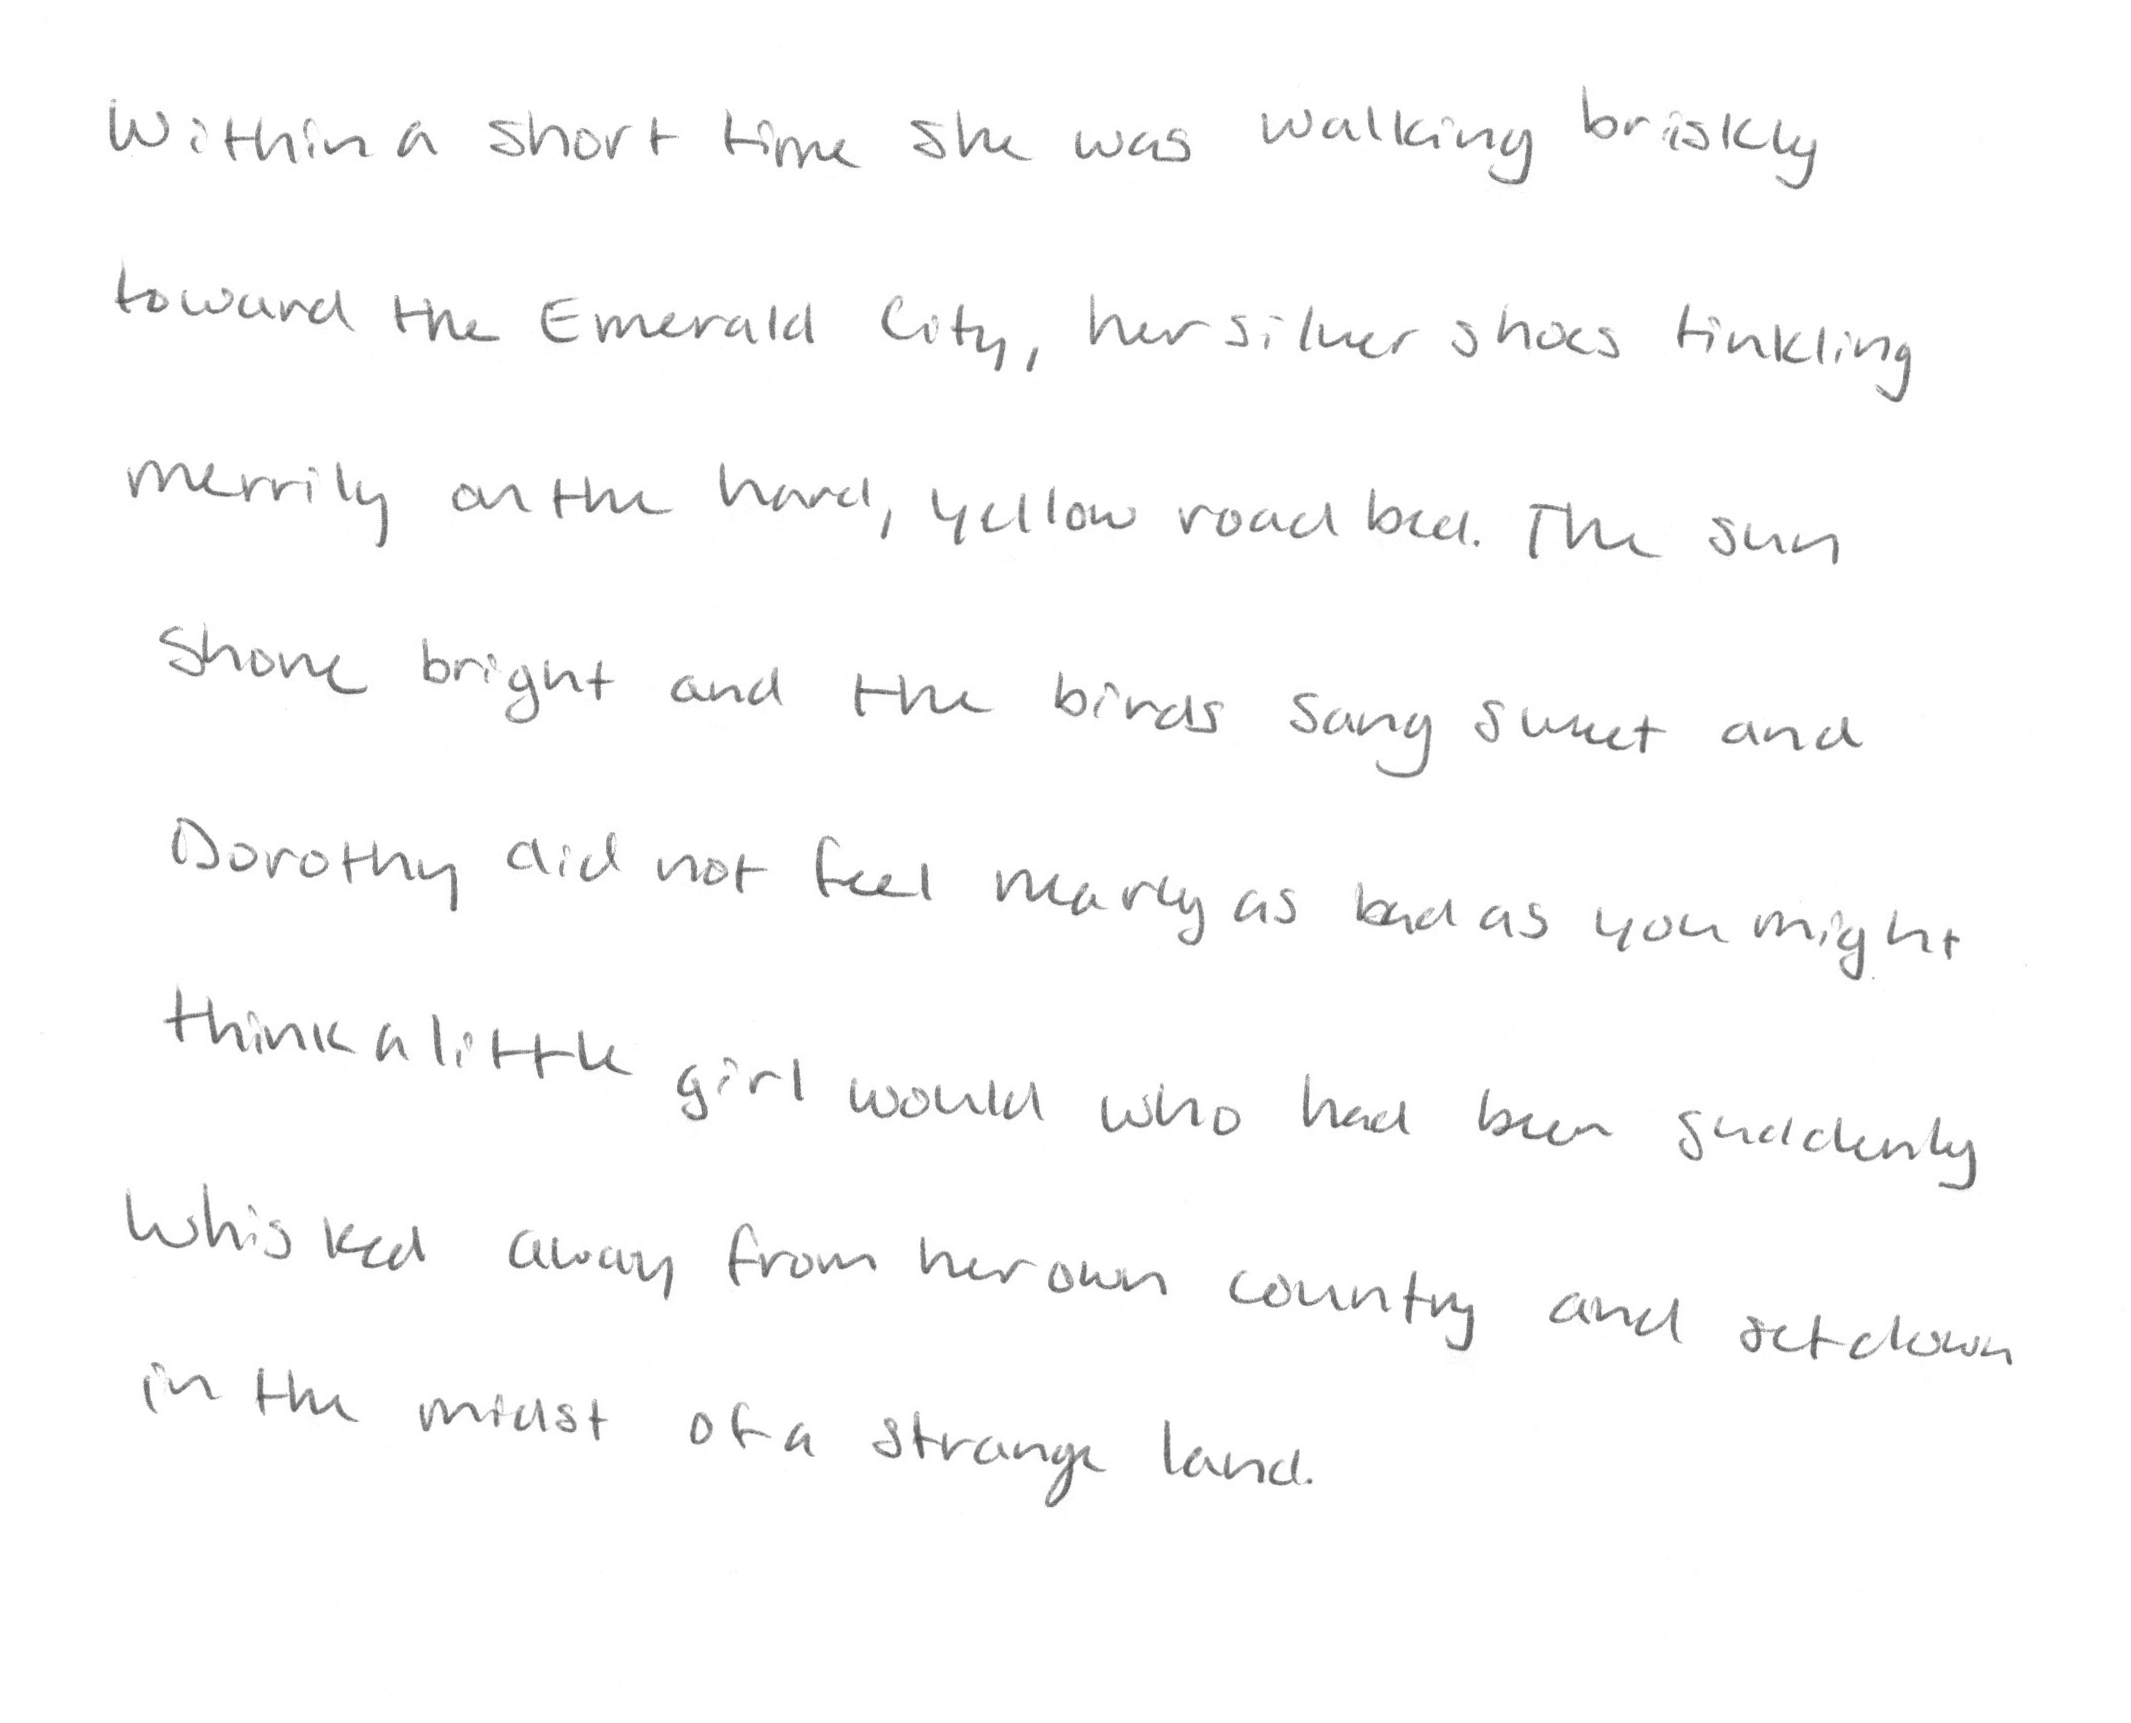 Within a short time she was walking briskly
toward the Emerald City, her silver shoes tinkling
merrily on the hard, yellow road bed. The sun
shone bright and the birds sang sweet and
Dorothy did not feel nearly as bad as you might
think a little girl would who had been suddenly
whisked away from her own country and set down
in the midst of a strange land.